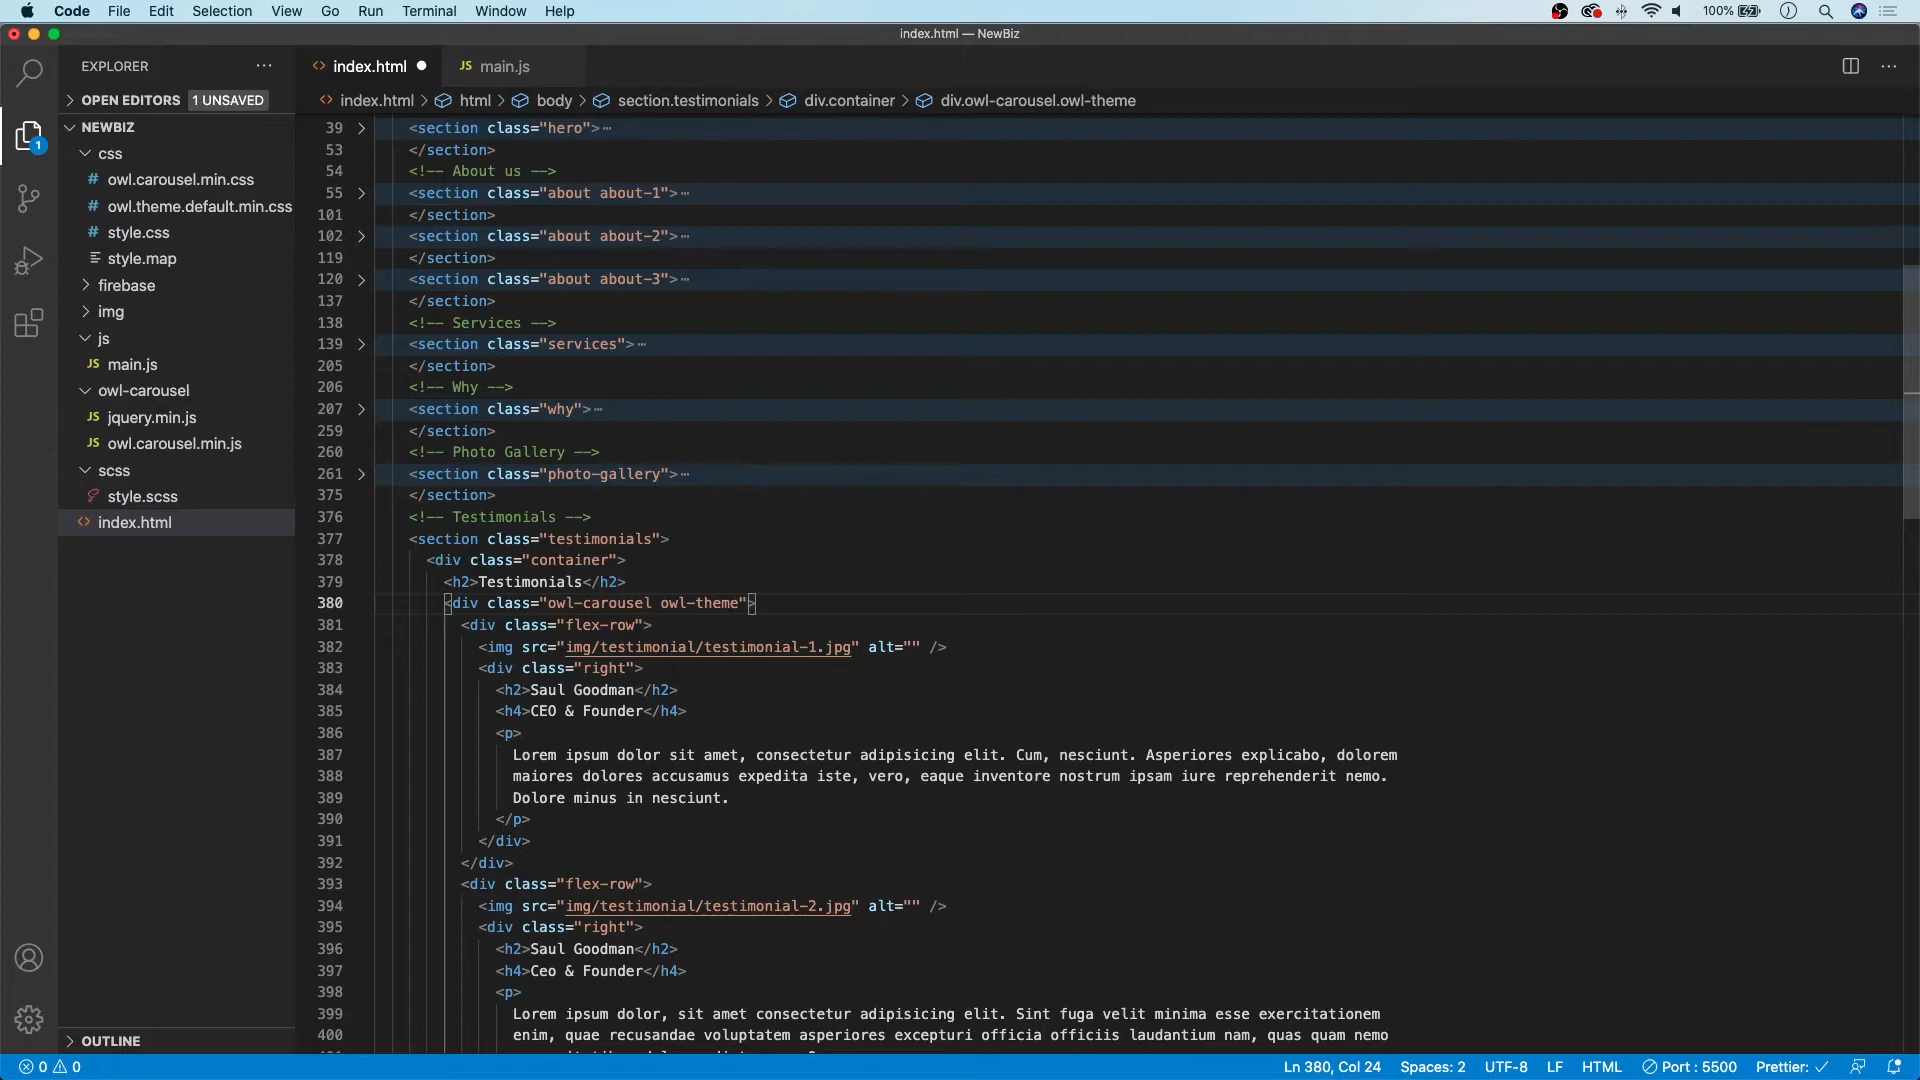 Code File Edit Selection View Go Run Terminal Window Help 100%
index.html — NewBiz
EXPLORER ···
OPEN EDITORS 1 UNSAVED
NEWBIZ
css
# owl.carousel.min.css
# owl.theme.default.min.css
# style.css
style.map
firebase
img
js
JS main.js
owl-carousel
JS jquery.min.js
JS owl.carousel.min.js
scss
style.scss
<> index.html
OUTLINE
1
<> index.html ● JS main.js ···
<> index.html > html > body > section.testimonials > div.container > div.owl-carousel.owl-theme
39 > <section class="hero">···
53 </section>
54 <!-- About us -->
55 > <section class="about about-1">···
101 </section>
102 > <section class="about about-2">···
119 </section>
120 > <section class="about about-3">···
137 </section>
138 <!-- Services -->
139 > <section class="services">···
205 </section>
206 <!-- Why -->
207 > <section class="why">···
259 </section>
260 <!-- Photo Gallery -->
261 > <section class="photo-gallery">···
375 </section>
376 <!-- Testimonials -->
377 <section class="testimonials">
378 <div class="container">
379 <h2>Testimonials</h2>
380 <div class="owl-carousel owl-theme">
381 <div class="flex-row">
382 <img src="img/testimonial/testimonial-1.jpg" alt="" />
383 <div class="right">
384 <h2>Saul Goodman</h2>
385 <h4>CEO & Founder</h4>
386 <p>
387 Lorem ipsum dolor sit amet, consectetur adipisicing elit. Cum, nesciunt. Asperiores explicabo, dolorem
388 maiores dolores accusamus expedita iste, vero, eaque inventore nostrum ipsam iure reprehenderit nemo.
389 Dolore minus in nesciunt.
390 </p>
391 </div>
392 </div>
393 <div class="flex-row">
394 <img src="img/testimonial/testimonial-2.jpg" alt="" />
395 <div class="right">
396 <h2>Saul Goodman</h2>
397 <h4>Ceo & Founder</h4>
398 <p>
399 Lorem ipsum dolor, sit amet consectetur adipisicing elit. Sint fuga velit minima esse exercitationem
400 enim, quae recusandae voluptatem asperiores excepturi officia officiis laudantium nam, quas quam nemo
0 0 Ln 380, Col 24 Spaces: 2 UTF-8 LF HTML Port : 5500 Prettier: ✓